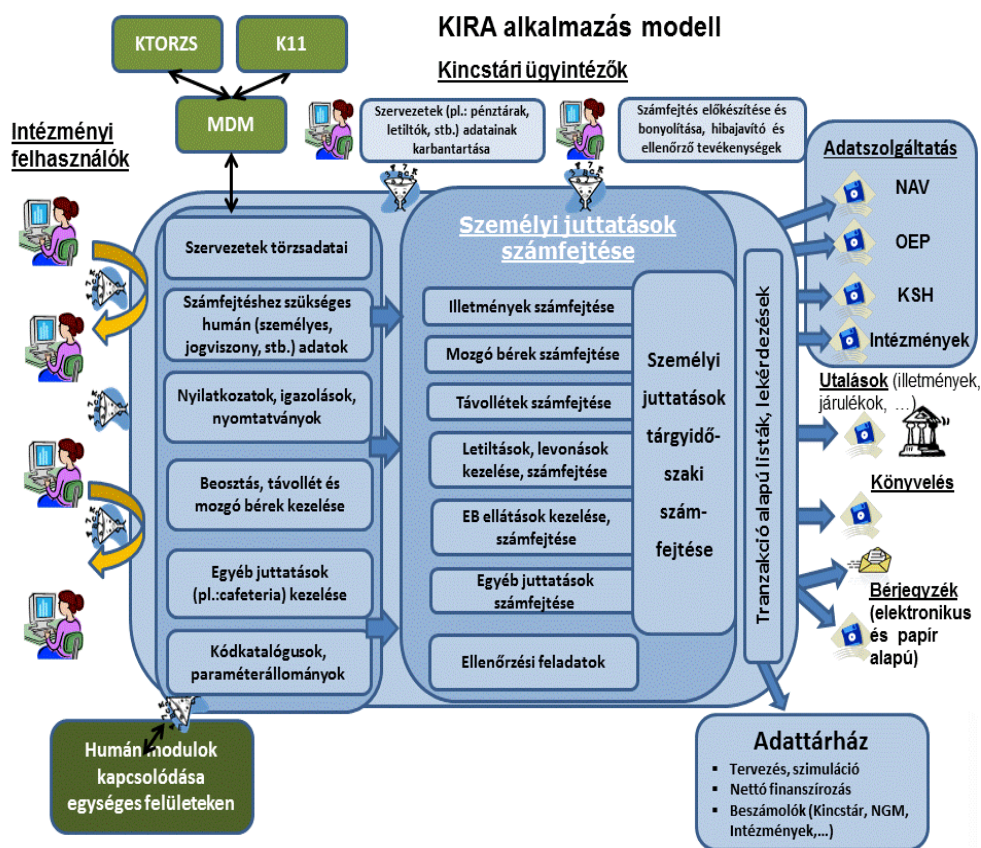 KIRA alkalmazás modell
KTORZS
K11
MDM
Kincstári ügyintézők
Szervezetek (pl.: pénztárak,
letiltók, stb.) adatainak
karbantartása
Számfejtés előkészítése és
bonyolítása, hibajavító és
ellenőrző tevékenységek
Intézményi
felhasználók
Szervezetek törzsadatai
Számfejtéshez szükséges
humán (személyes,
jogviszony, stb.) adatok
Nyilatkozatok, igazolások,
nyomtatványok
Beosztás, távollét és
mozgó bérek kezelése
Egyéb juttatások
(pl.:cafeteria) kezelése
Kódkatalógusok,
paraméterállományok
Személyi juttatások
számfejtése
Illetmények számfejtése
Mozgó bérek számfejtése
Távollétek számfejtése
Letiltások, levonások
kezelése, számfejtése
EB ellátások kezelése,
számfejtése
Egyéb juttatások
számfejtése
Ellenőrzési feladatok
Személyi
juttatások
tárgyidő-
szaki
szám-
fejtése
Tranzakció alapú listák, lekérdezések
Adatszolgáltatás
NAV
OEP
KSH
Intézmények
Utalások (illetmények,
járulékok, ...)
Könyvelés
Bérjegyzék
(elektronikus
és papír
alapú)
Humán modulok
kapcsolódása
egységes felületeken
Adattárház
▪ Tervezés, szimuláció
▪ Nettó finanszírozás
▪ Beszámolók (Kincstár, NGM,
Intézmények,...)